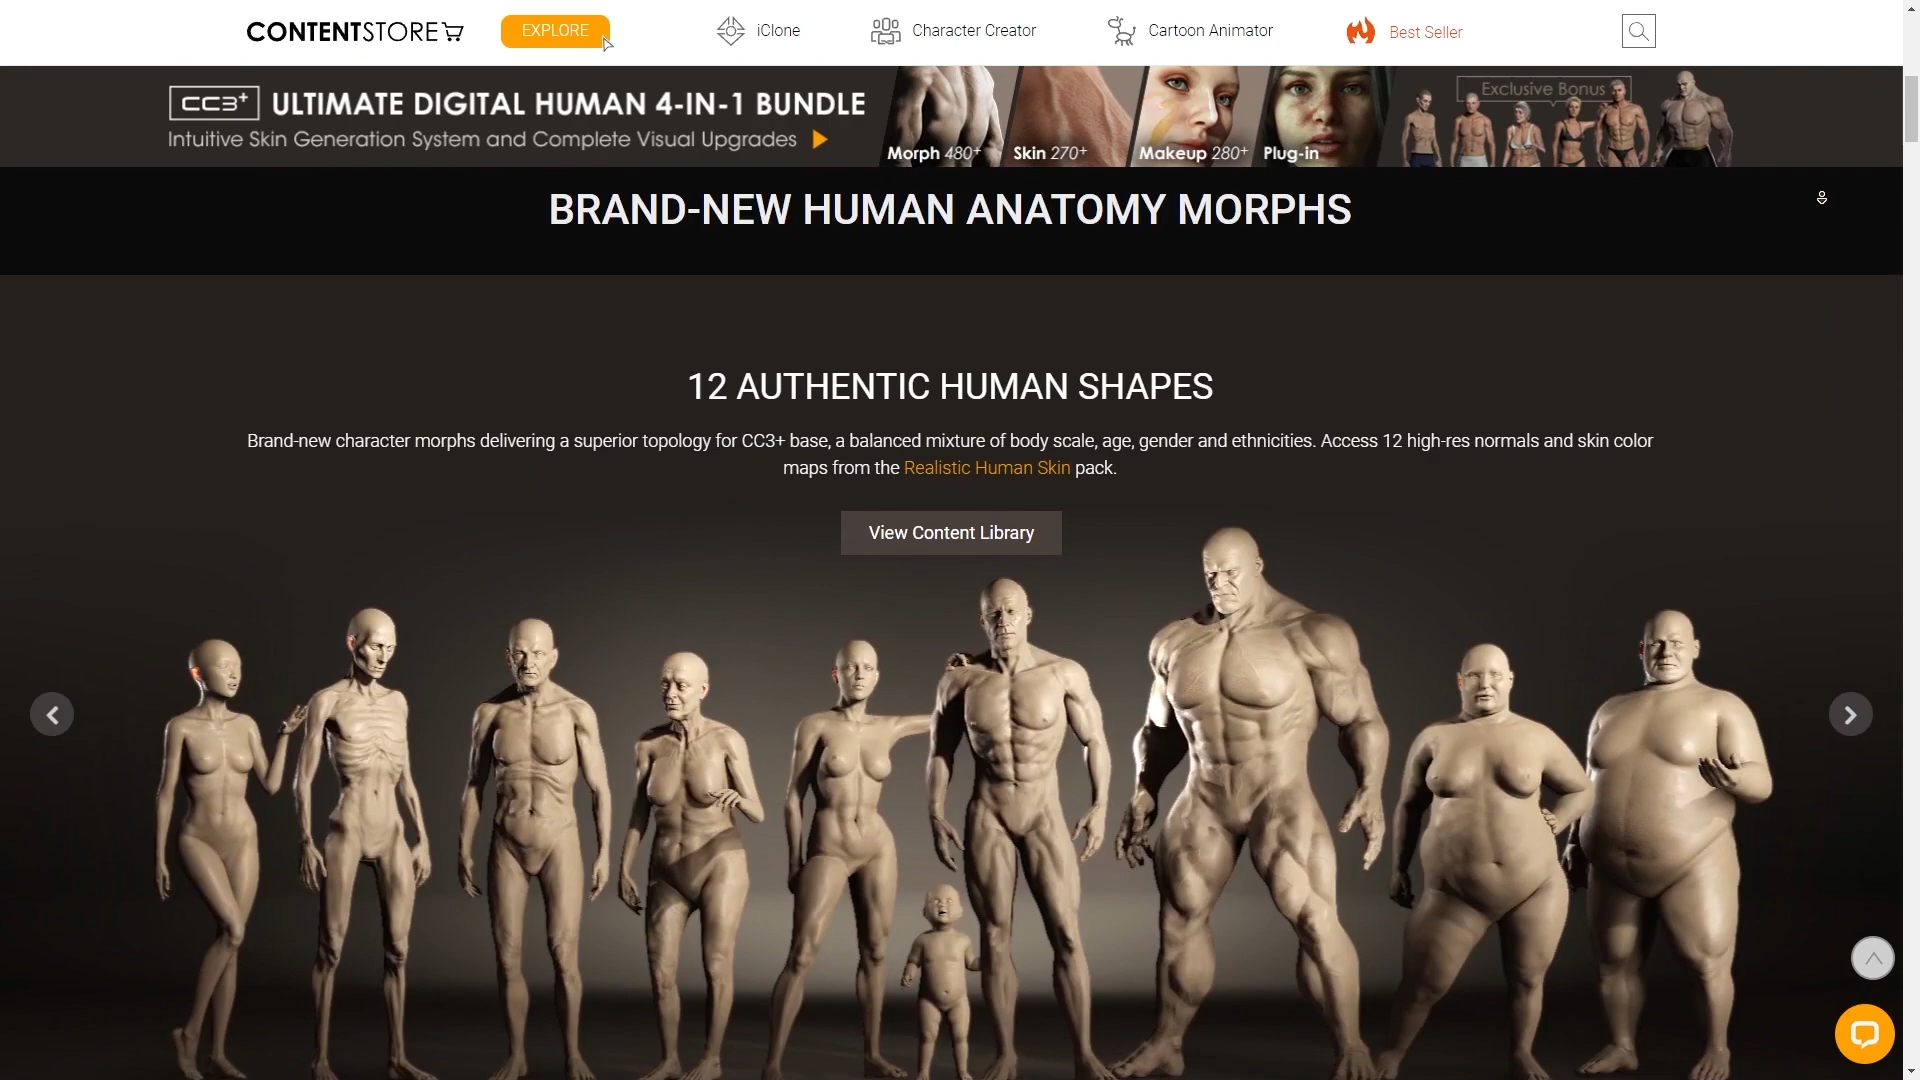 CONTENTSTORE
EXPLORE
iClone
Character Creator
Cartoon Animator
Best Seller
CC3+ ULTIMATE DIGITAL HUMAN 4-IN-1 BUNDLE
Intuitive Skin Generation System and Complete Visual Upgrades
Morph 480+
Skin 270+
Makeup 280+
Plug-in
Exclusive Bonus
BRAND-NEW HUMAN ANATOMY MORPHS
12 AUTHENTIC HUMAN SHAPES
Brand-new character morphs delivering a superior topology for CC3+ base, a balanced mixture of body scale, age, gender and ethnicities. Access 12 high-res normals and skin color
maps from the Realistic Human Skin pack.
View Content Library